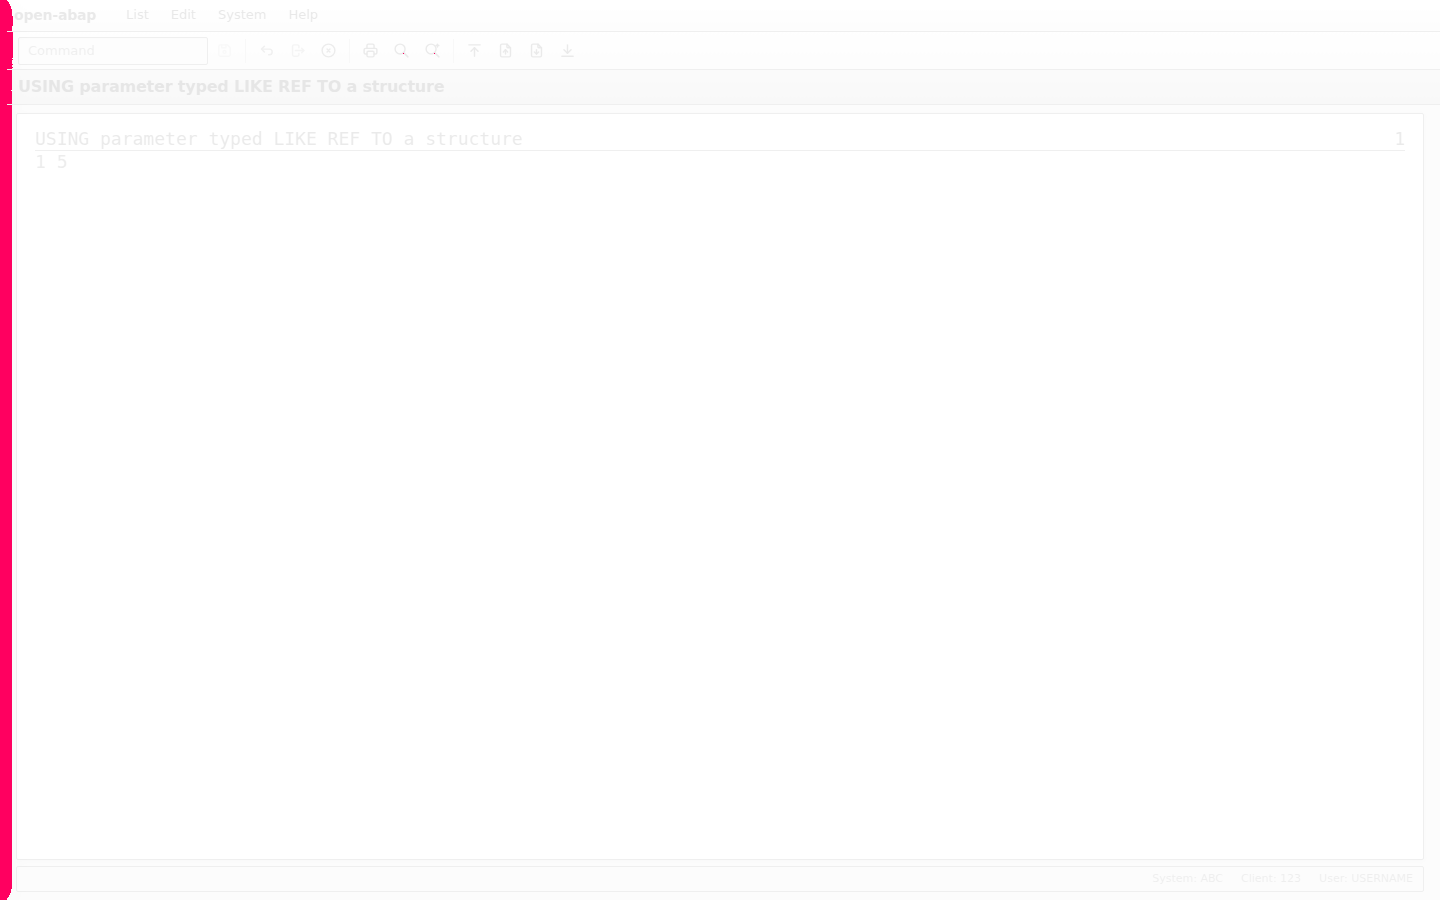 open-abap List Edit System Help
Command
USING parameter typed LIKE REF TO a structure
USING parameter typed LIKE REF TO a structure 1
1 5
System: ABC Client: 123 User: USERNAME